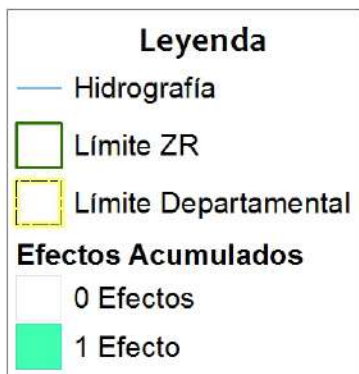 Leyenda
Hidrografía
Límite ZR
Límite Departamental
Efectos Acumulados
0 Efectos
1 Efecto